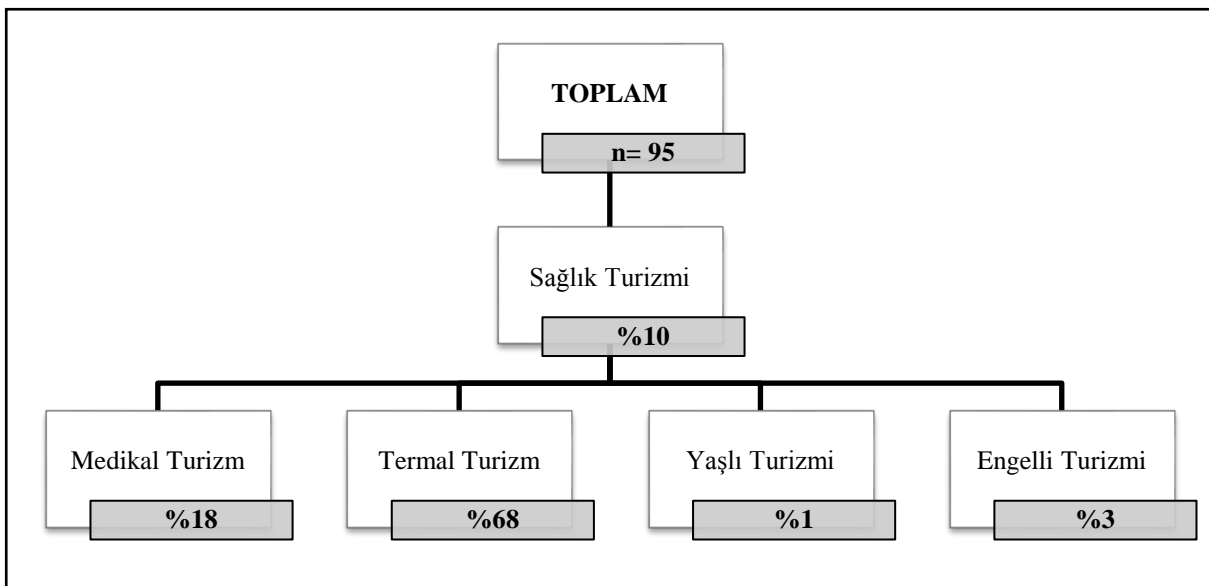 TOPLAM
n= 95
Sağlık Turizmi
%10
Medikal Turizm
%18
Termal Turizm
%68
Yaşlı Turizmi
%1
Engelli Turizmi
%3